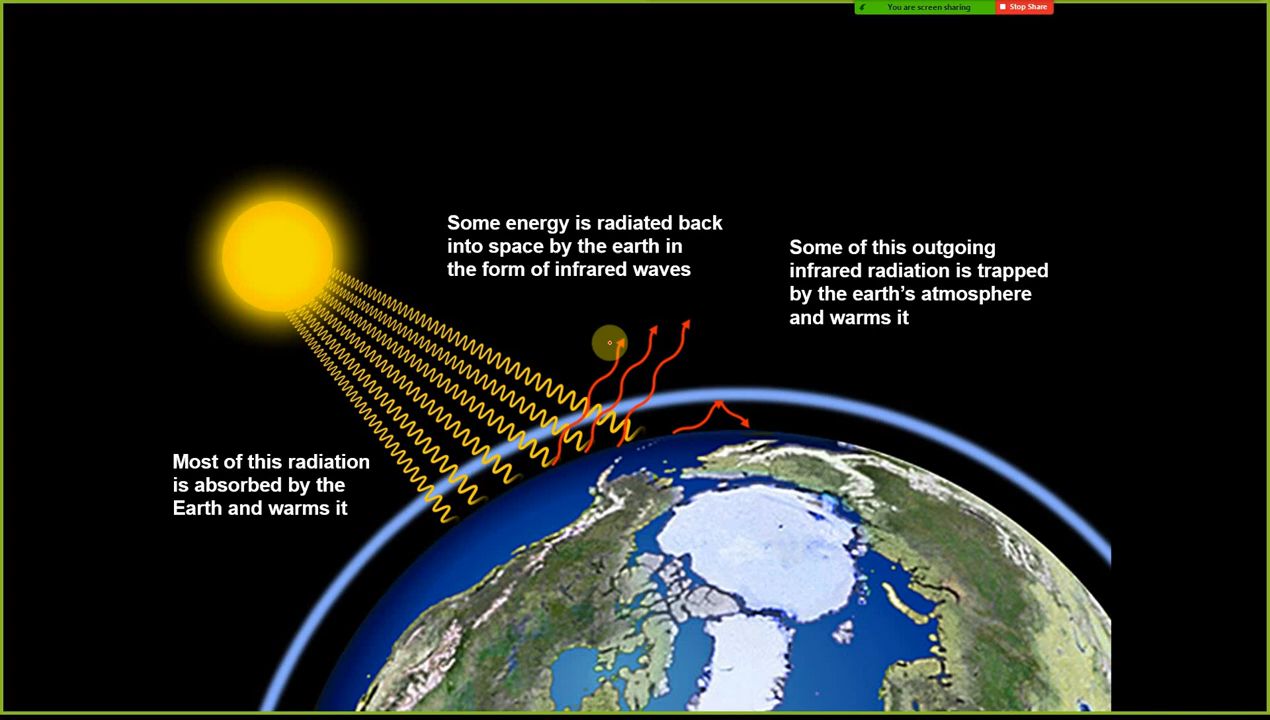 You are screen sharing
Stop Share
Some energy is radiated back
into space by the earth in
the form of infrared waves
Some of this outgoing
infrared radiation is trapped
by the earth's atmosphere
and warms it
Most of this radiation
is absorbed by the
Earth and warms it